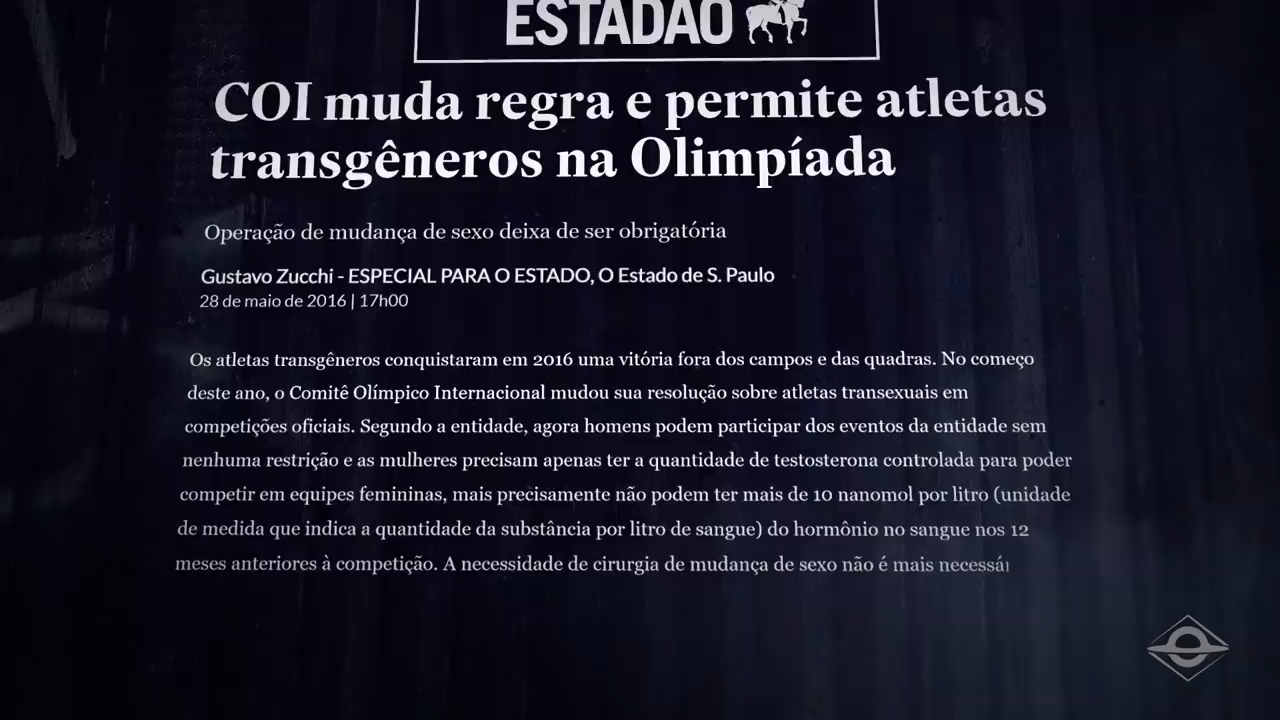 ESTADÃO
COI muda regra e permite atletas
transgêneros na Olimpíada
Operação de mudança de sexo deixa de ser obrigatória
Gustavo Zucchi - ESPECIAL PARA O ESTADO, O Estado de S. Paulo
28 de maio de 2016 | 17h00
Os atletas transgêneros conquistaram em 2016 uma vitória fora dos campos e das quadras. No começo
deste ano, o Comitê Olímpico Internacional mudou sua resolução sobre atletas transexuais em
competições oficiais. Segundo a entidade, agora homens podem participar dos eventos da entidade sem
nenhuma restrição e as mulheres precisam apenas ter a quantidade de testosterona controlada para poder
competir em equipes femininas, mais precisamente não podem ter mais de 10 nanomol por litro (unidade
de medida que indica a quantidade da substância por litro de sangue) do hormônio no sangue nos 12
meses anteriores à competição. A necessidade de cirurgia de mudança de sexo não é mais